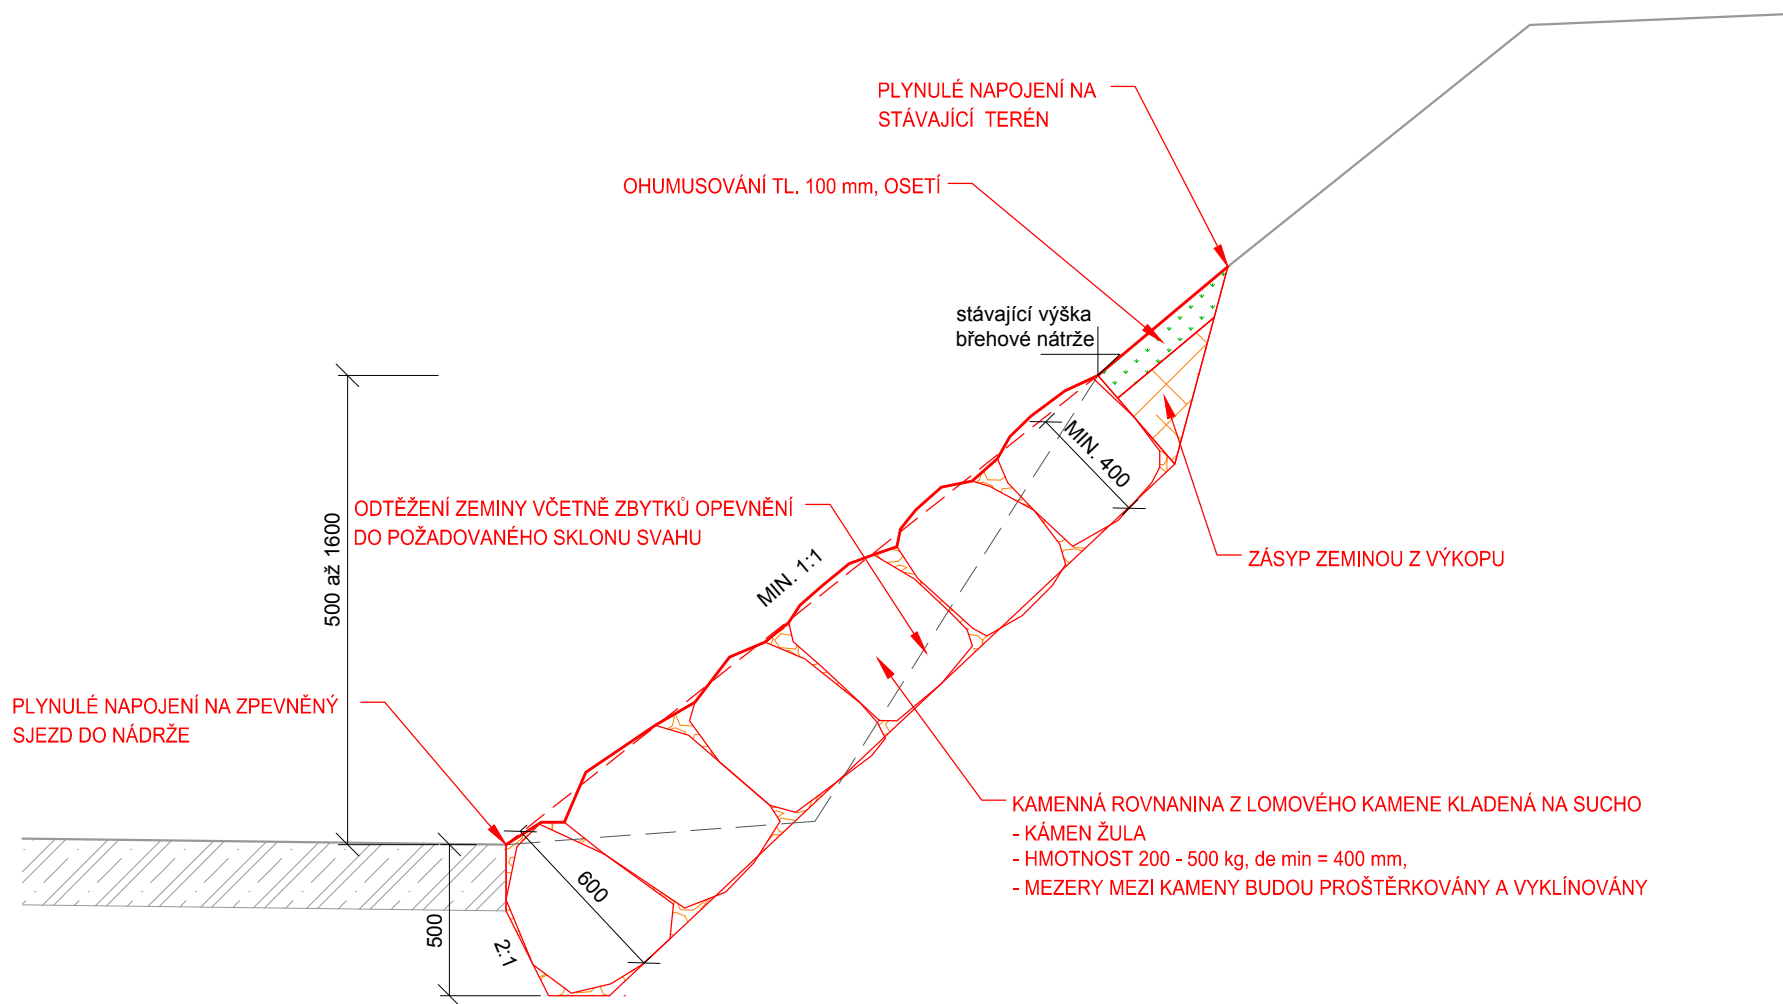 PLYNULÉ NAPOJENÍ NA
STÁVAJÍCÍ TERÉN
OHUMUSOVÁNÍ TL. 100 mm, OSETÍ
stávající výška
břehové nátrže
MIN. 400
500 až 1600
ODTĚŽENÍ ZEMINY VČETNĚ ZBYTKŮ OPEVNĚNÍ
DO POŽADOVANÉHO SKLONU SVAHU
MIN. 1:1
ZÁSYP ZEMINOU Z VÝKOPU
PLYNULÉ NAPOJENÍ NA ZPEVNĚNÝ
SJEZD DO NÁDRŽE
KAMENNÁ ROVNANINA Z LOMOVÉHO KAMENE KLADENÁ NA SUCHO
- KÁMEN ŽULA
- HMOTNOST 200 - 500 kg, de min = 400 mm,
- MEZERY MEZI KAMENY BUDOU PROŠTĚRKOVÁNY A VYKLÍNOVÁNY
600
500
2:1